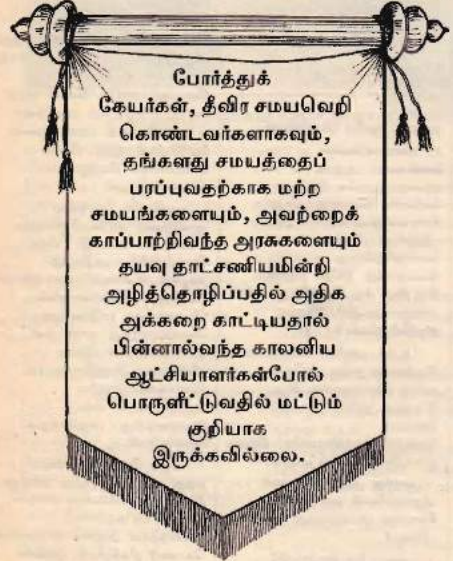 போர்த்துக்
கேயர்கள், தீவிர சமயவெறி
கொண்டவர்களாகவும்,
தங்களது சமயத்தைப்
பரப்புவதற்காக மற்ற
சமயங்களையும், அவற்றைக்
காப்பாற்றிவந்த அரசுகளையும்
தயவு தாட்சணியமின்றி
அழித்தொழிப்பதில் அதிக
அக்கறை காட்டியதால்
பின்னால்வந்த காலனிய
ஆட்சியாளர்கள்போல்
பொருளீட்டுவதில் மட்டும்
குறியாக
இருக்கவில்லை.